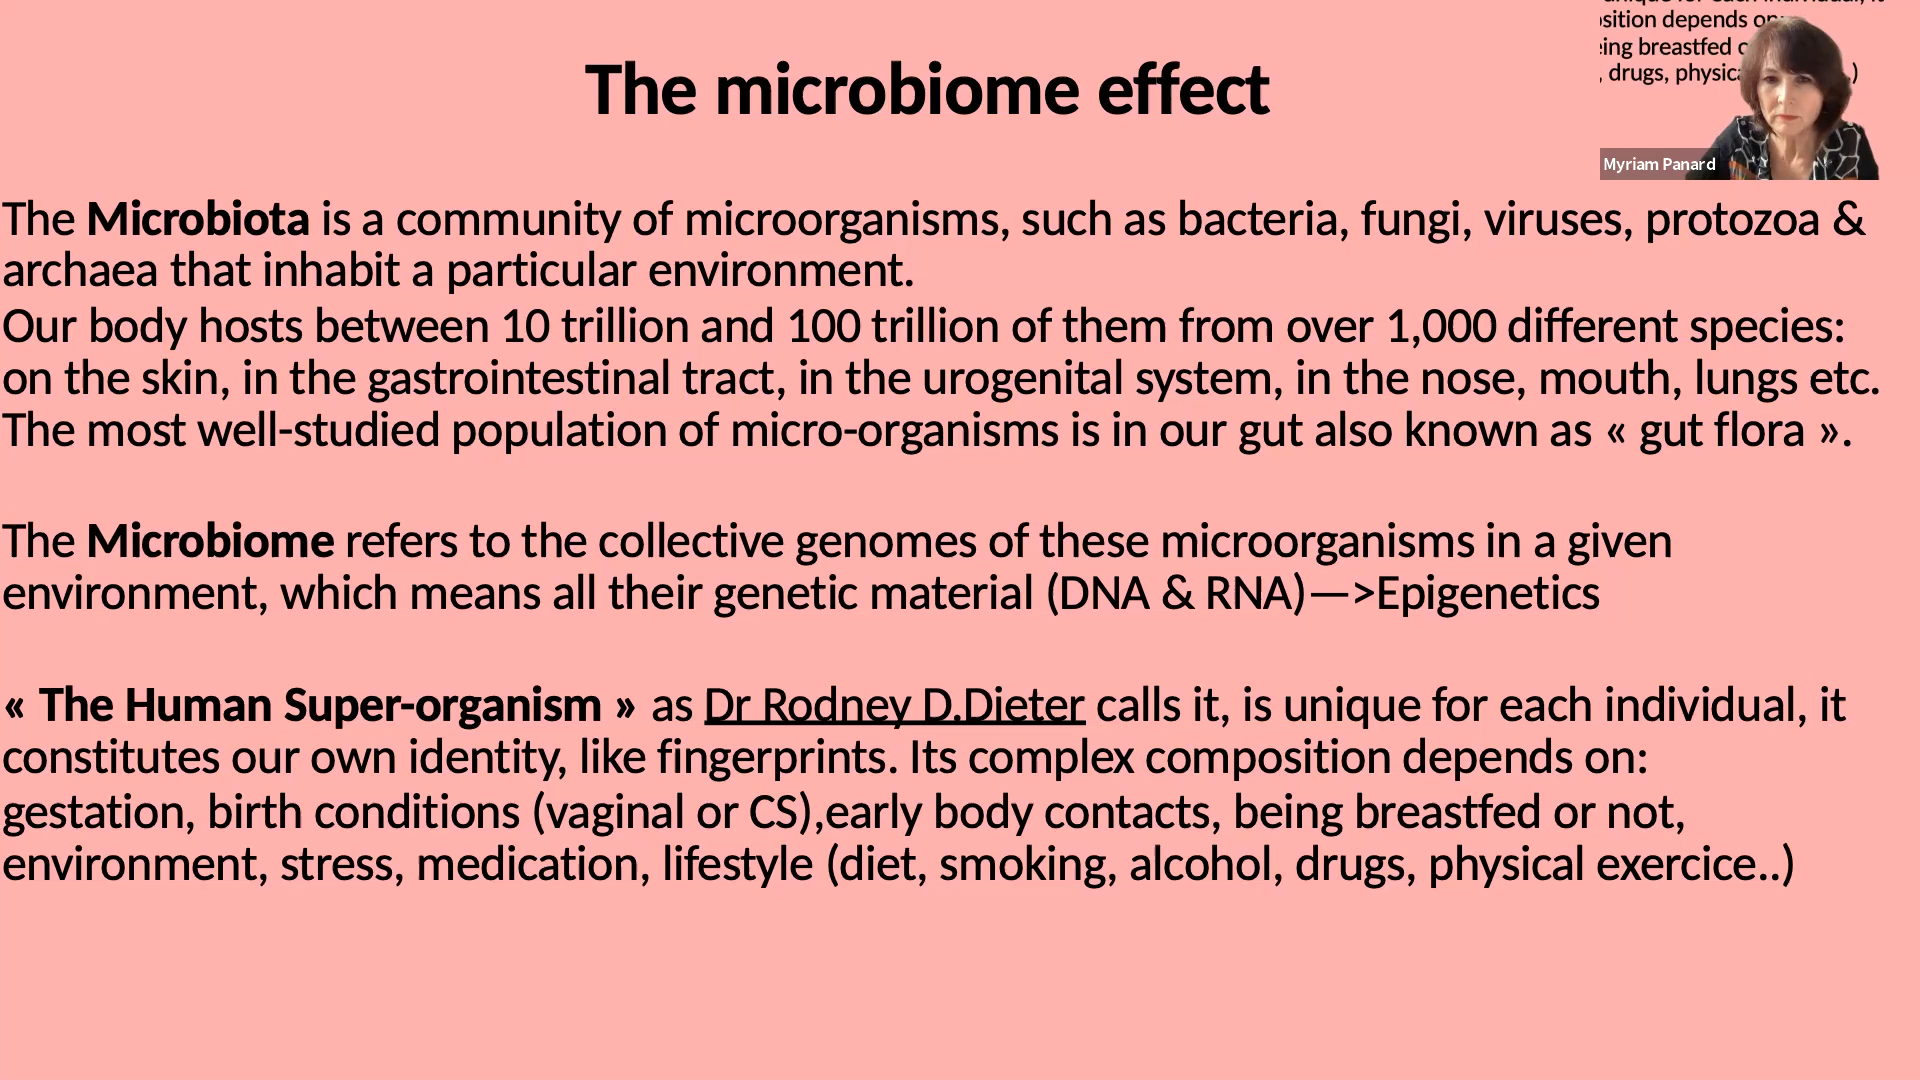 The microbiome effect
sition depends on:
eing breastfed
, drugs, physic )
Myriam Panard
The Microbiota is a community of microorganisms, such as bacteria, fungi, viruses, protozoa &
archaea that inhabit a particular environment.
Our body hosts between 10 trillion and 100 trillion of them from over 1,000 different species:
on the skin, in the gastrointestinal tract, in the urogenital system, in the nose, mouth, lungs etc.
The most well-studied population of micro-organisms is in our gut also known as « gut flora ».
The Microbiome refers to the collective genomes of these microorganisms in a given
environment, which means all their genetic material (DNA & RNA)—>Epigenetics
« The Human Super-organism » as Dr Rodney D.Dieter calls it, is unique for each individual, it
constitutes our own identity, like fingerprints. Its complex composition depends on:
gestation, birth conditions (vaginal or CS),early body contacts, being breastfed or not,
environment, stress, medication, lifestyle (diet, smoking, alcohol, drugs, physical exercice..)